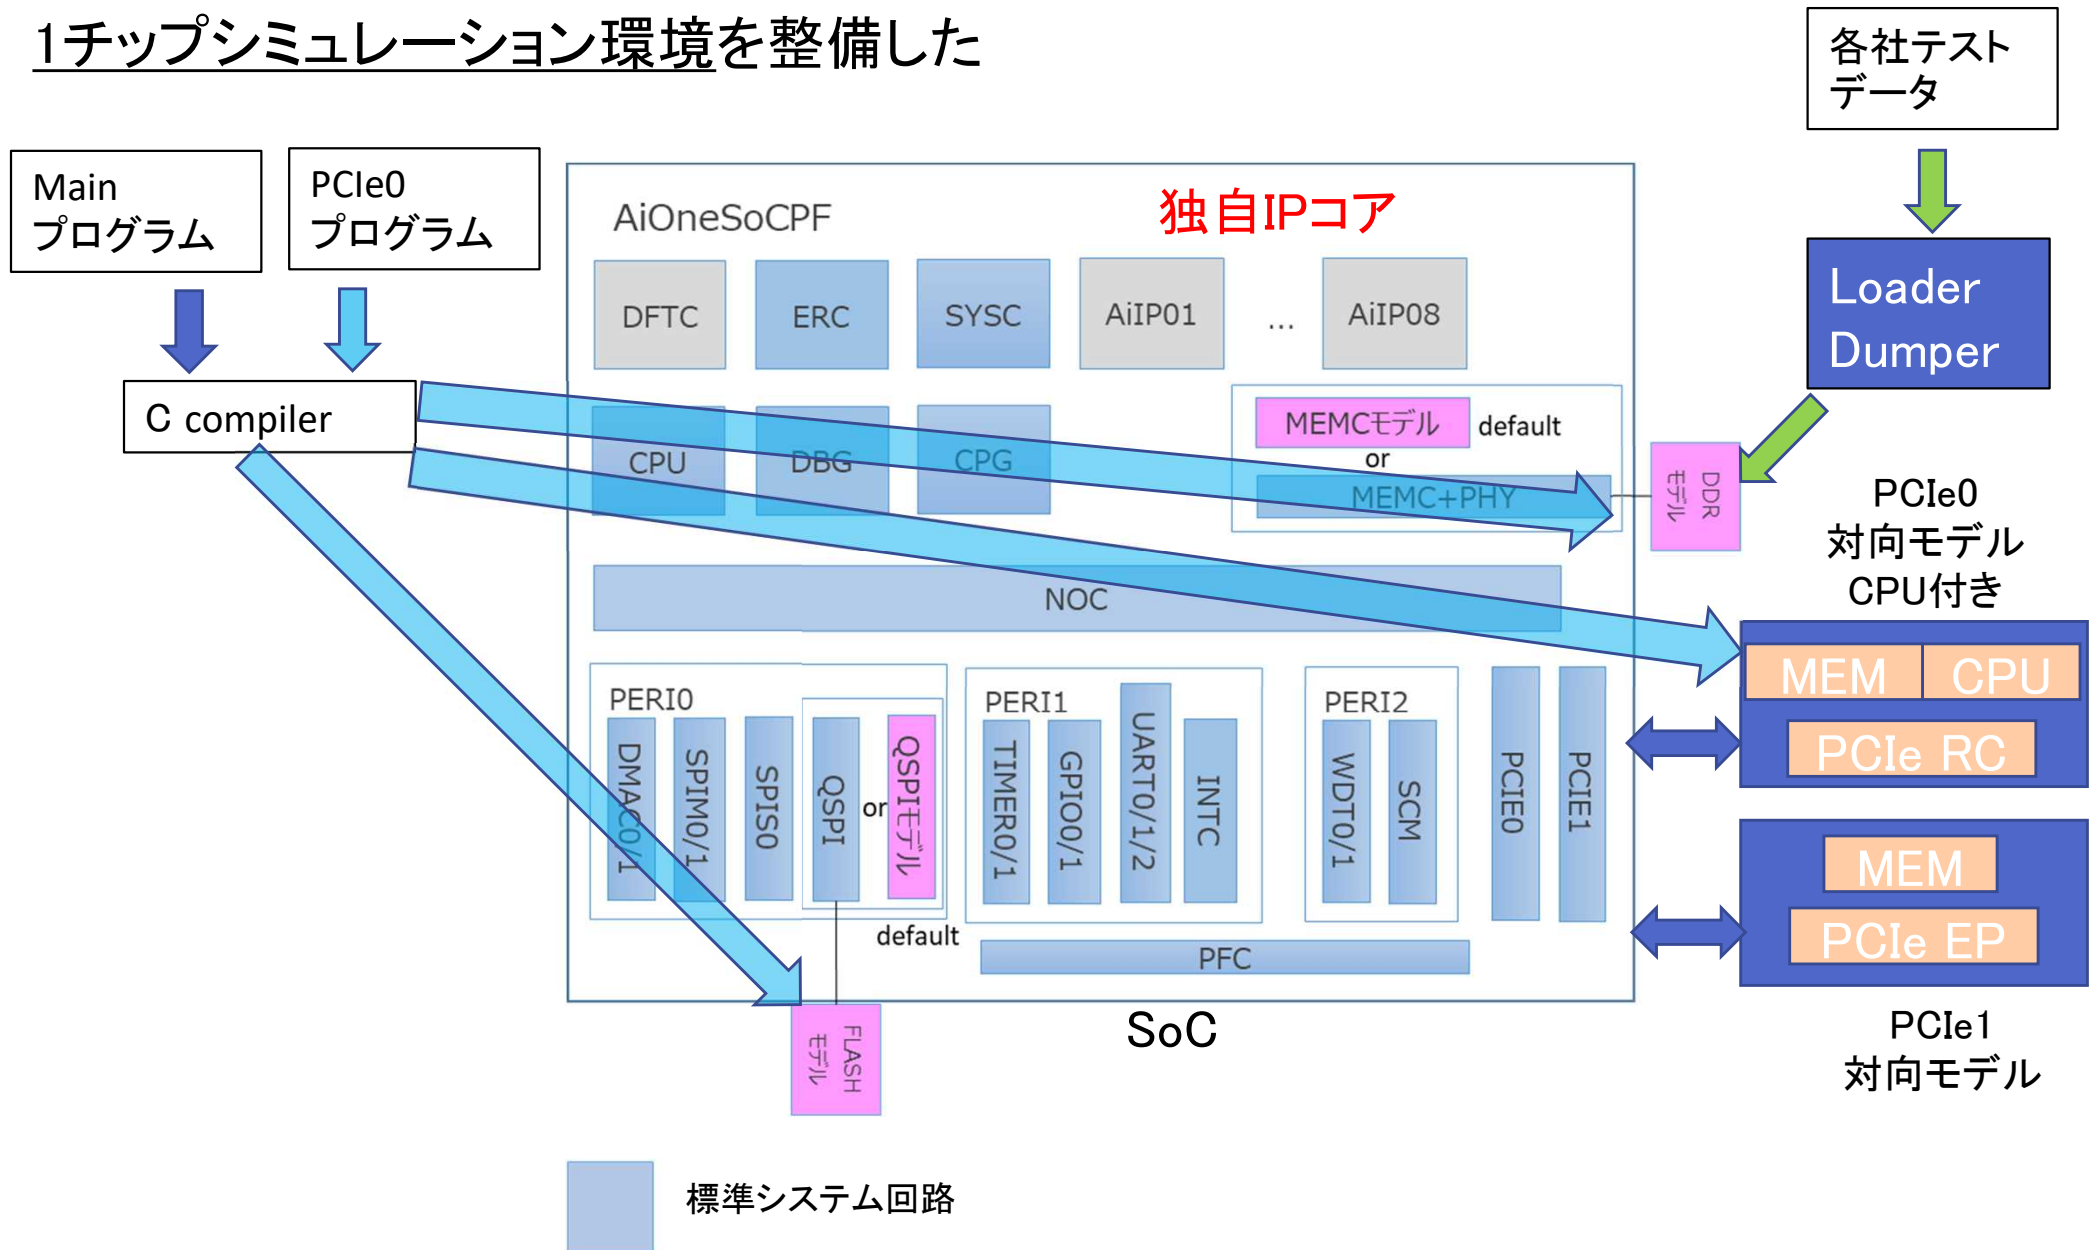 1チップシミュレーション環境を整備した
各社テスト
データ
Main
プログラム
PCIe0
プログラム
C compiler
AiOneSoCPF
独自IPコア
DFTC
ERC
SYSC
AiIP01
...
AiIP08
Loader
Dumper
CPU
DBG
CPG
MEMCモデル
default
or
MEMC+PHY
DDR
モデル
NOC
PCIe0
対向モデル
CPU付き
MEM
CPU
PCIe RC
PERI0
DMAC0/1
SPIM0/1
SPIS0
QSPI
or
QSPIモデル
default
PERI1
TIMER0/1
GPIO0/1
UART0/1/2
INTC
PERI2
WDT0/1
SCM
PCIE0
PCIE1
PFC
MEM
PCIe EP
PCIe1
対向モデル
SoC
FLASH
モデル
標準システム回路